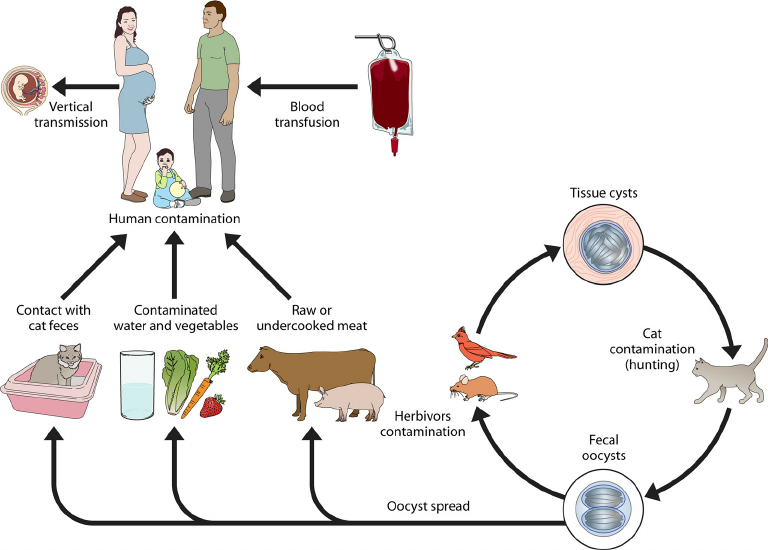 Vertical
transmission
Blood
transfusion
Human contamination
Tissue cysts
Contact with
cat feces
Contaminated
water and vegetables
Raw or
undercooked meat
Cat
contamination
(hunting)
Herbivors
contamination
Fecal
oocysts
Oocyst spread